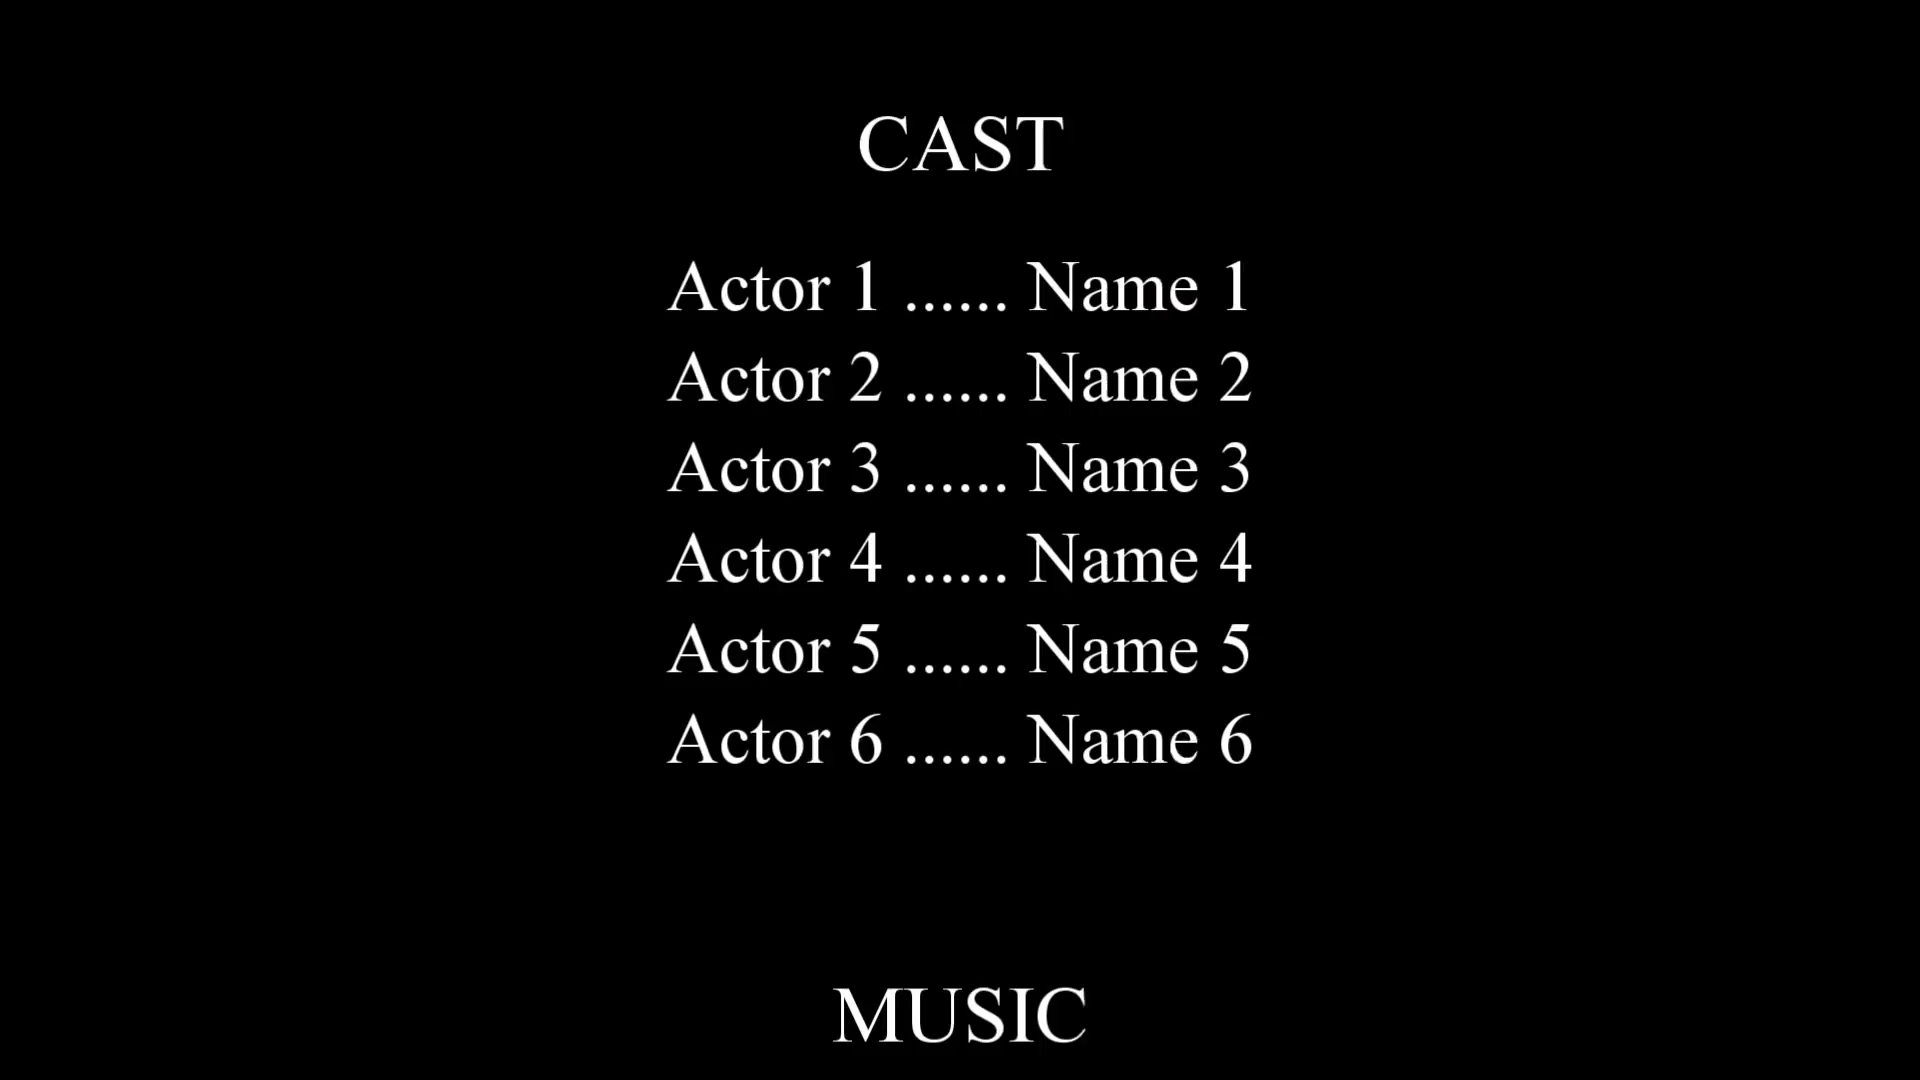 CAST
Actor 1 ...... Name 1
Actor 2 ...... Name 2
Actor 3 ...... Name 3
Actor 4 ...... Name 4
Actor 5 ...... Name 5
Actor 6 ...... Name 6
MUSIC